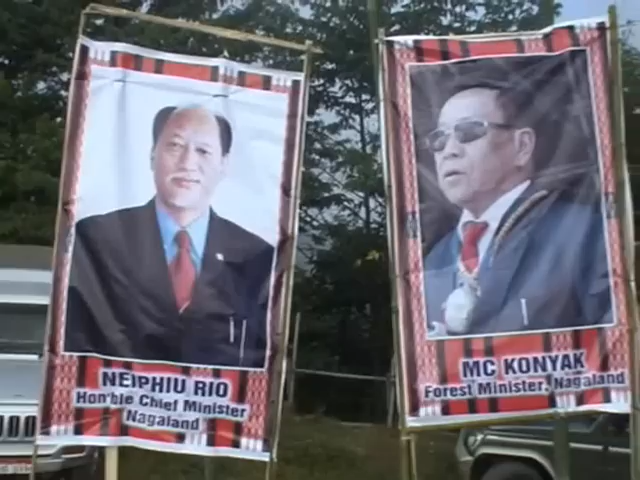 NEIPHIU RIO
Hon'ble Chief Minister
Nagaland
MC KONYAK
Forest Minister, Nagaland